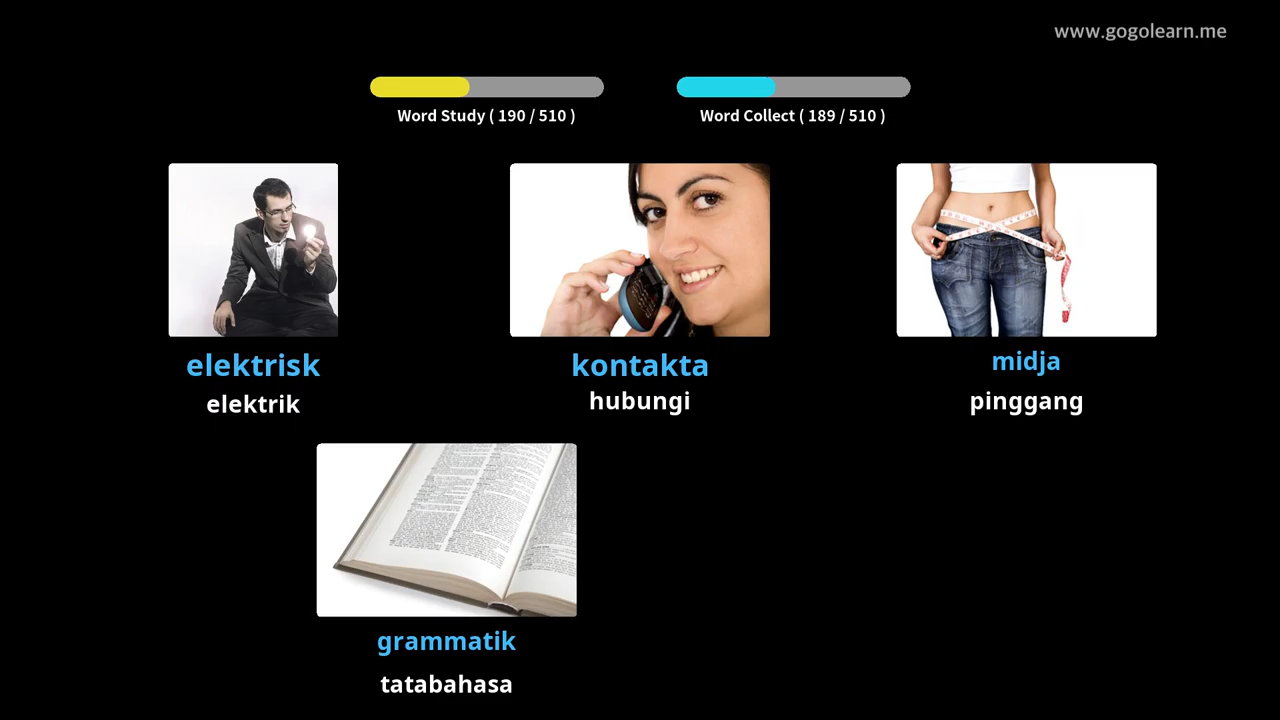 www.gogolearn.me
Word Study ( 190 / 510 )
Word Collect ( 189 / 510 )
elektrisk
elektrik
kontakta
hubungi
midja
pinggang
grammatik
tatabahasa